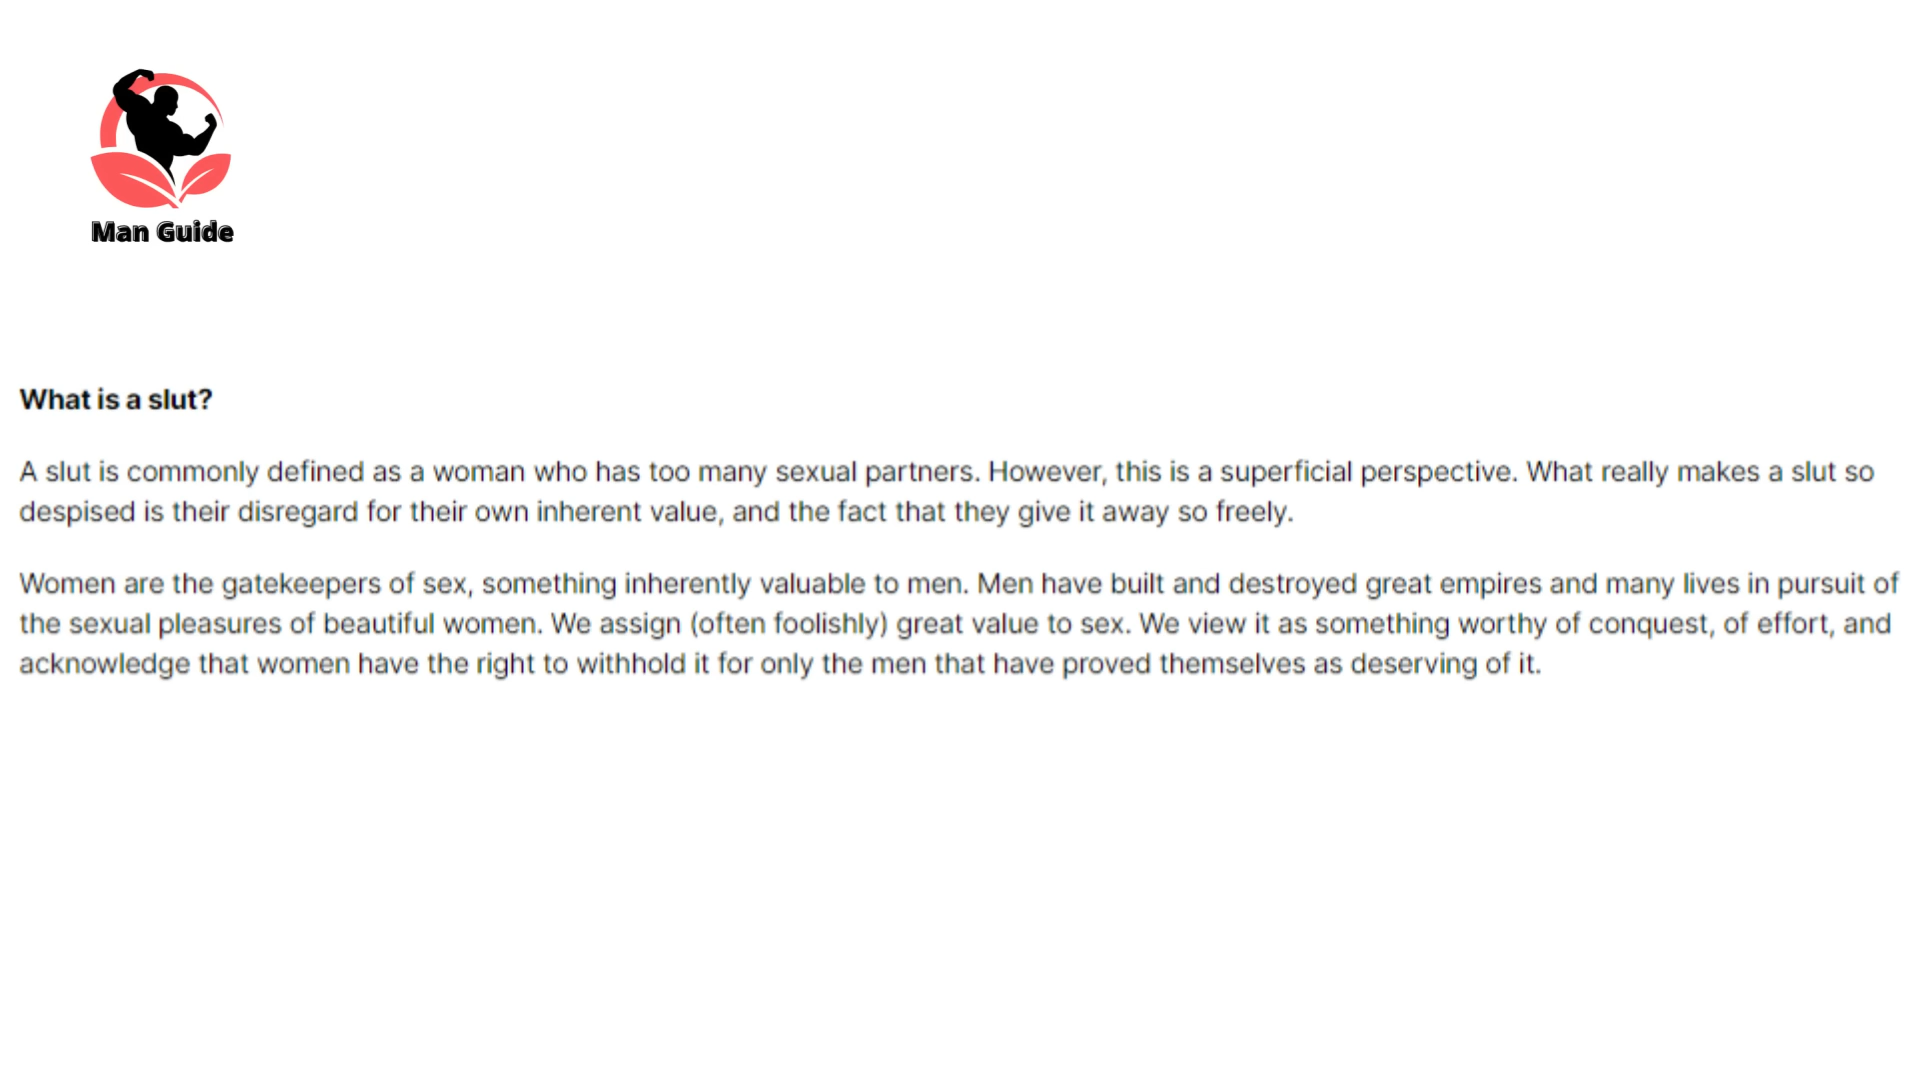 Man Guide
What is a slut?
A slut is commonly defined as a woman who has too many sexual partners. However, this is a superficial perspective. What really makes a slut so
despised is their disregard for their own inherent value, and the fact that they give it away so freely.
Women are the gatekeepers of sex, something inherently valuable to men. Men have built and destroyed great empires and many lives in pursuit of
the sexual pleasures of beautiful women. We assign (often foolishly) great value to sex. We view it as something worthy of conquest, of effort, and
acknowledge that women have the right to withhold it for only the men that have proved themselves as deserving of it.